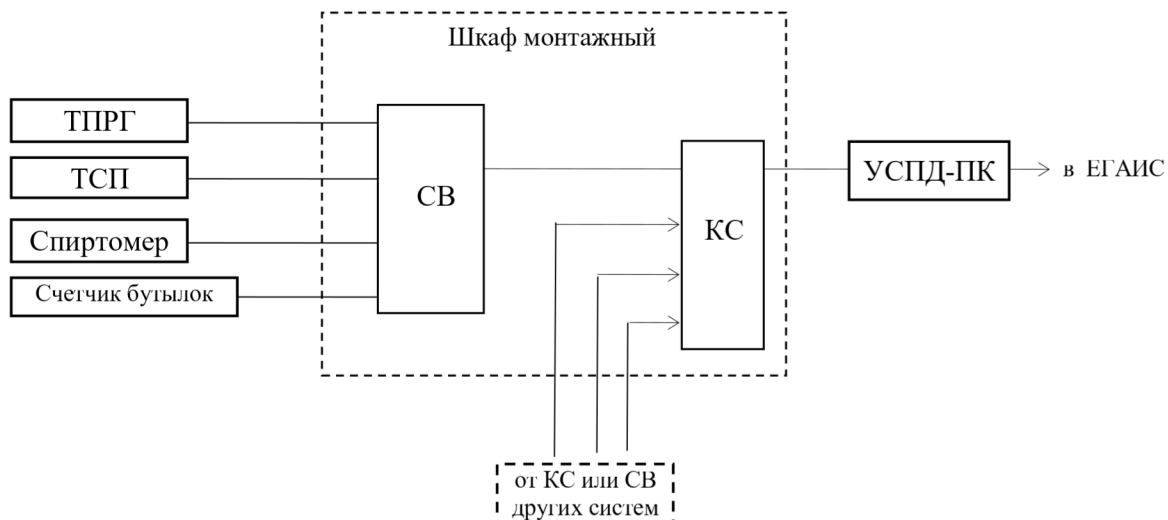 Шкаф монтажный
ТПРГ
ТСП
Спиртомер
Счетчик бутылок
СВ
КС
УСПД-ПК
в ЕГАИС
от КС или СВ
других систем